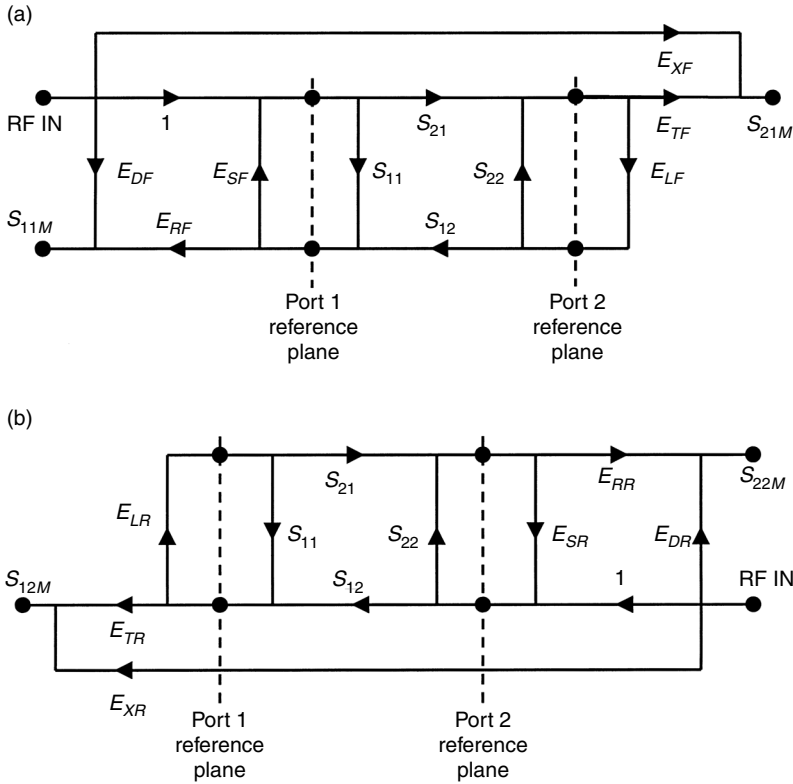 (a)
E_XF
RF IN
1
S_21
E_TF
S_21M
E_DF
E_SF
S_11
S_22
E_LF
S_11M
E_RF
S_12
Port 1
reference
plane
Port 2
reference
plane
(b)
S_21
E_RR
S_22M
E_LR
S_11
S_22
E_SR
E_DR
S_12M
S_12
1
RF IN
E_TR
E_XR
Port 1
reference
plane
Port 2
reference
plane